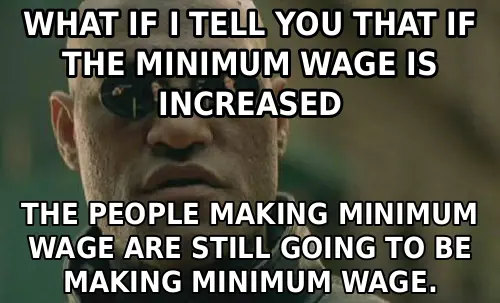 WHAT IF I TELL YOU THAT IF
THE MINIMUM WAGE IS
INCREASED
THE PEOPLE MAKING MINIMUM
WAGE ARE STILL GOING TO BE
MAKING MINIMUM WAGE.